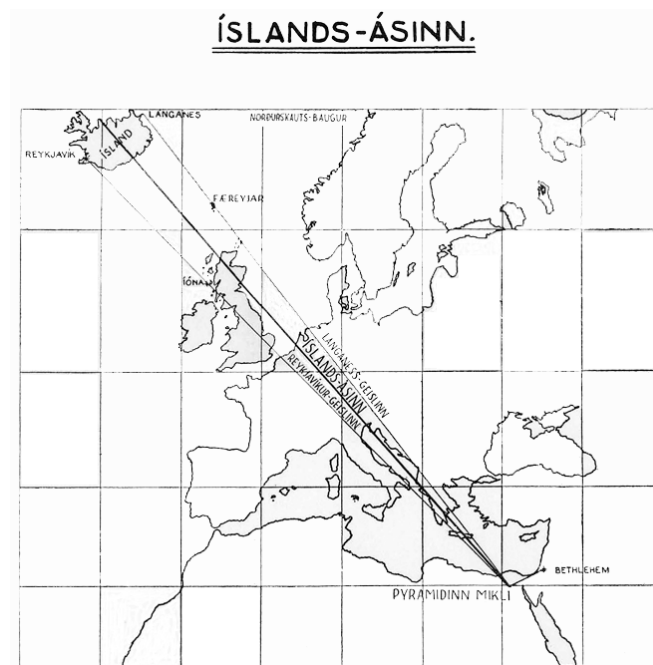 ÍSLANDS-ÁSINN.
LANGANES
NORÐURSKAUTS-BAUGUR
ÍSLAND
REYKJAVÍK
FÆREYJAR
ÍÓNA
LANGANESS-GEISLINN
ÍSLANDS-ÁSINN
REYKJAVÍKUR-GEISLINN
BETHLEHEM
PYRAMIDINN MIKLI